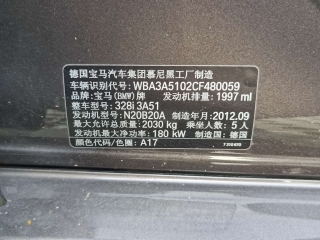 德国宝马汽车集团慕尼黑工厂制造
车辆识别代号: WBA3A5102CF480059
品牌: 宝马(BMW)牌 发动机排量: 1997 ml
整车型号: 328i 3A51
发动机型号: N20B20A 制造年月: 2012.09
最大允许总质量: 2030 kg 乘坐人数: 5 人
发动机最大净功率: 180 kW 制造国: 德国
颜色代码/色圈: A17